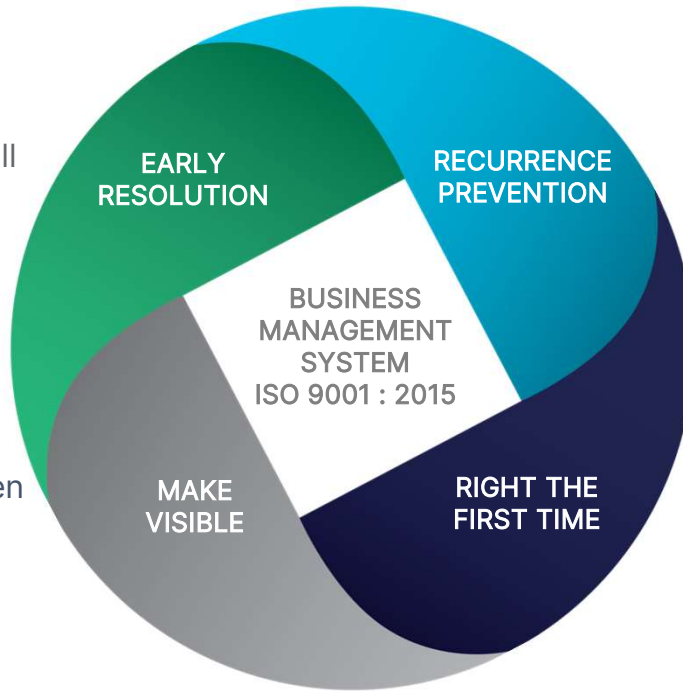 EARLY
RESOLUTION
RECURRENCE
PREVENTION
BUSINESS
MANAGEMENT
SYSTEM
ISO 9001 : 2015
MAKE
VISIBLE
RIGHT THE
FIRST TIME